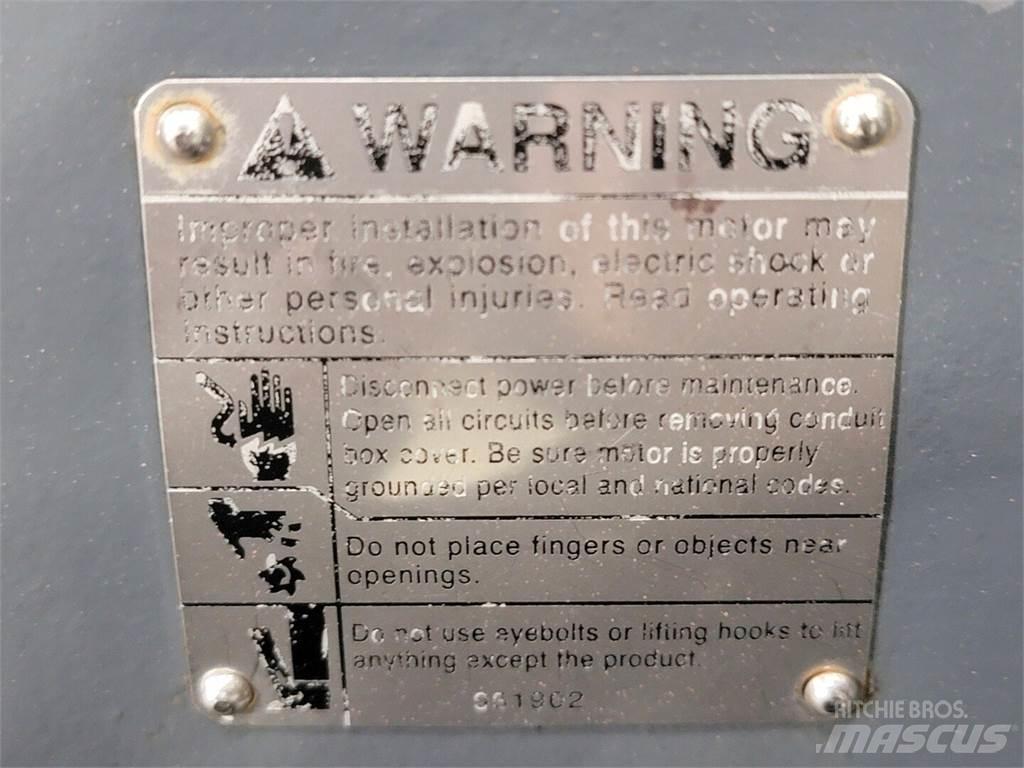 WARNING
Improper installation of this motor may
result in fire, explosion, electric shock or
other personal injuries. Read operating
instructions.
Disconnect power before maintenance.
Open all circuits before removing conduit
box cover. Be sure motor is properly
grounded per local and national codes.
Do not place fingers or objects near
openings.
Do not use eyebolts or lifting hooks to lift
anything except the product.
RITCHIE BROS.
MASCUS